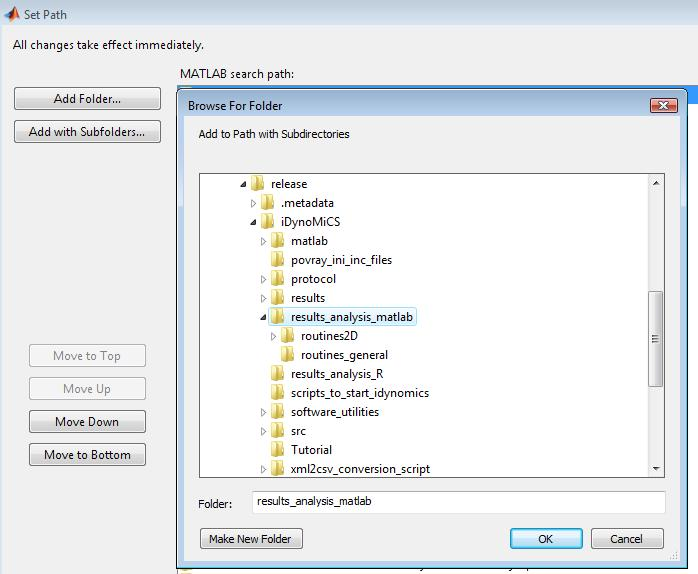 Set Path
All changes take effect immediately.
MATLAB search path:
Add Folder...
Add with Subfolders...
Move to Top
Move Up
Move Down
Move to Bottom
Browse For Folder
Add to Path with Subdirectories
release
.metadata
iDynoMiCS
matlab
povray_ini_inc_files
protocol
results
results_analysis_matlab
routines2D
routines_general
results_analysis_R
scripts_to_start_idynomics
software_utilities
src
Tutorial
xml2csv_conversion_script
Folder: results_analysis_matlab
Make New Folder OK Cancel